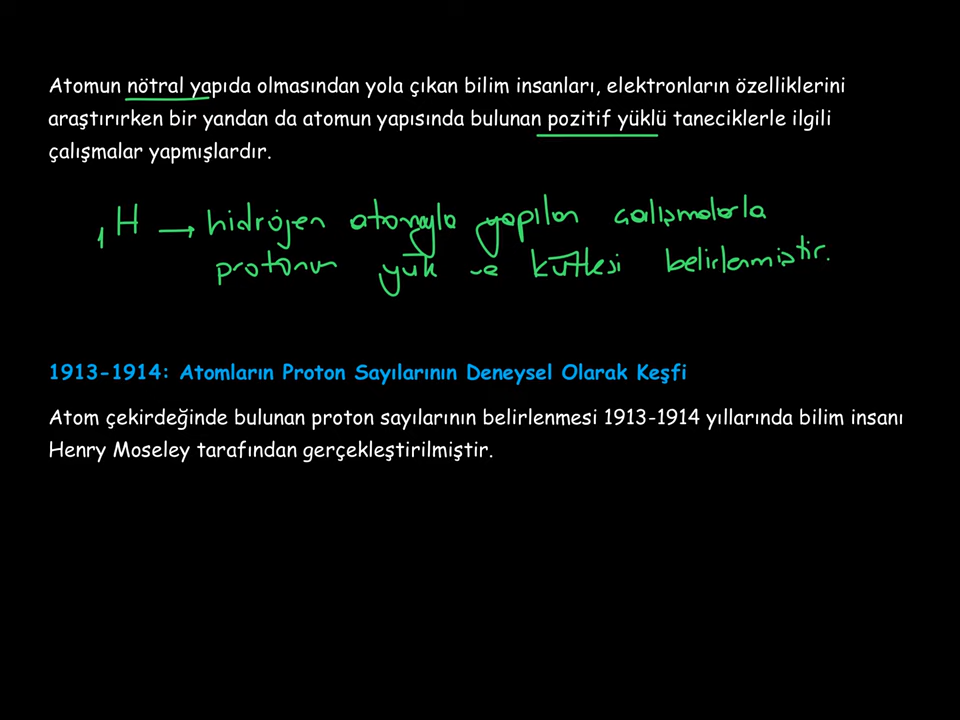 Atomun nötral yapıda olmasından yola çıkan bilim insanları, elektronların özelliklerini
araştırırken bir yandan da atomun yapısında bulunan pozitif yüklü taneciklerle ilgili
çalışmalar yapmışlardır.
₁H → hidrojen atomuyla yapılan çalışmalarla
protonun yük ve kütlesi belirlenmiştir.
1913-1914: Atomların Proton Sayılarının Deneysel Olarak Keşfi
Atom çekirdeğinde bulunan proton sayılarının belirlenmesi 1913-1914 yıllarında bilim insanı
Henry Moseley tarafından gerçekleştirilmiştir.